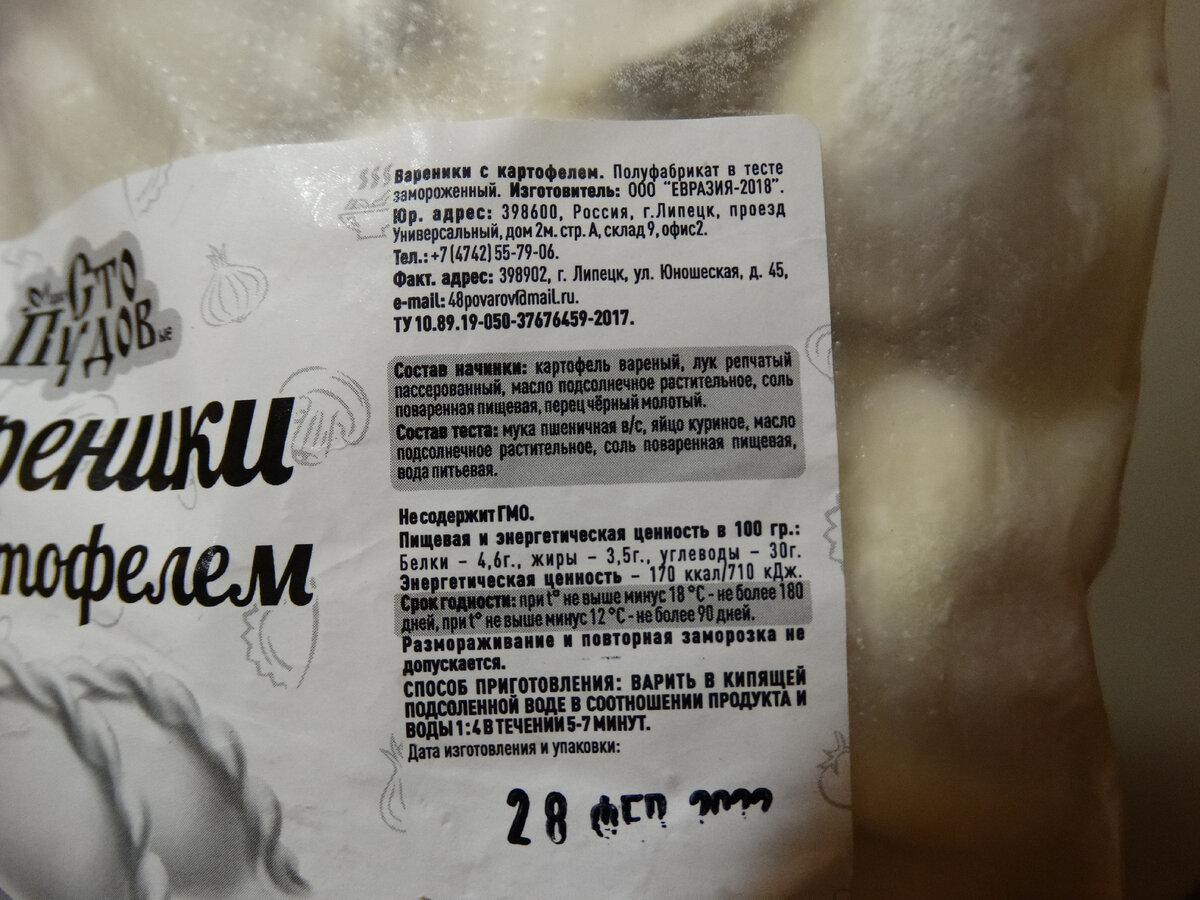 Сто
Пудов
ые
реники
тофелем
Вареники с картофелем. Полуфабрикат в тесте
замороженный. Изготовитель: ООО "ЕВРАЗИЯ-2018".
Юр. адрес: 398600, Россия, г.Липецк, проезд
Универсальный, дом 2м. стр. А, склад 9, офис2.
Тел.: +7 (4742) 55-79-06.
Факт. адрес: 398902, г. Липецк, ул. Юношеская, д. 45,
e-mail: 48povarov@mail.ru.
ТУ 10.89.19-050-37676459-2017.
Состав начинки: картофель вареный, лук репчатый
пассерованный, масло подсолнечное растительное, соль
поваренная пищевая, перец чёрный молотый.
Состав теста: мука пшеничная в/с, яйцо куриное, масло
подсолнечное растительное, соль поваренная пищевая,
вода питьевая.
Не содержит ГМО.
Пищевая и энергетическая ценность в 100 гр.:
Белки - 4,6г., жиры - 3,5г., углеводы - 30г.
Энергетическая ценность - 170 ккал/710 кДж.
Срок годности: при t° не выше минус 18 °С - не более 180
дней, при t° не выше минус 12 °С - не более 90 дней.
Размораживание и повторная заморозка не
допускается.
СПОСОБ ПРИГОТОВЛЕНИЯ: ВАРИТЬ В КИПЯЩЕЙ
ПОДСОЛЕННОЙ ВОДЕ В СООТНОШЕНИИ ПРОДУКТА И
ВОДЫ 1:4 В ТЕЧЕНИИ 5-7 МИНУТ.
Дата изготовления и упаковки:
28 ФЕВ